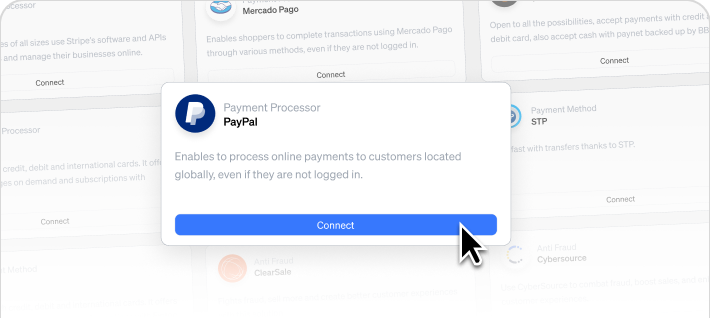 Payment Processor
Mercado Pago
es of all sizes use Stripe's software and APIs
and manage their businesses online.
Connect
Enables shoppers to complete transactions using Mercado Pago
through various methods, even if they are not logged in.
Connect
Open to all the possibilities, accept payments with credit
debit card, also accept cash with paynet backed up by BB
Connect
Payment Processor
PayPal
Enables to process online payments to customers located
globally, even if they are not logged in.
Connect
Processor
credit, debit and international cards. It offe
es on demand and subscriptions with
Connect
Payment Method
STP
fast with transfers thanks to STP.
Connect
Method
Anti Fraud
ClearSale
Anti Fraud
Cybersource